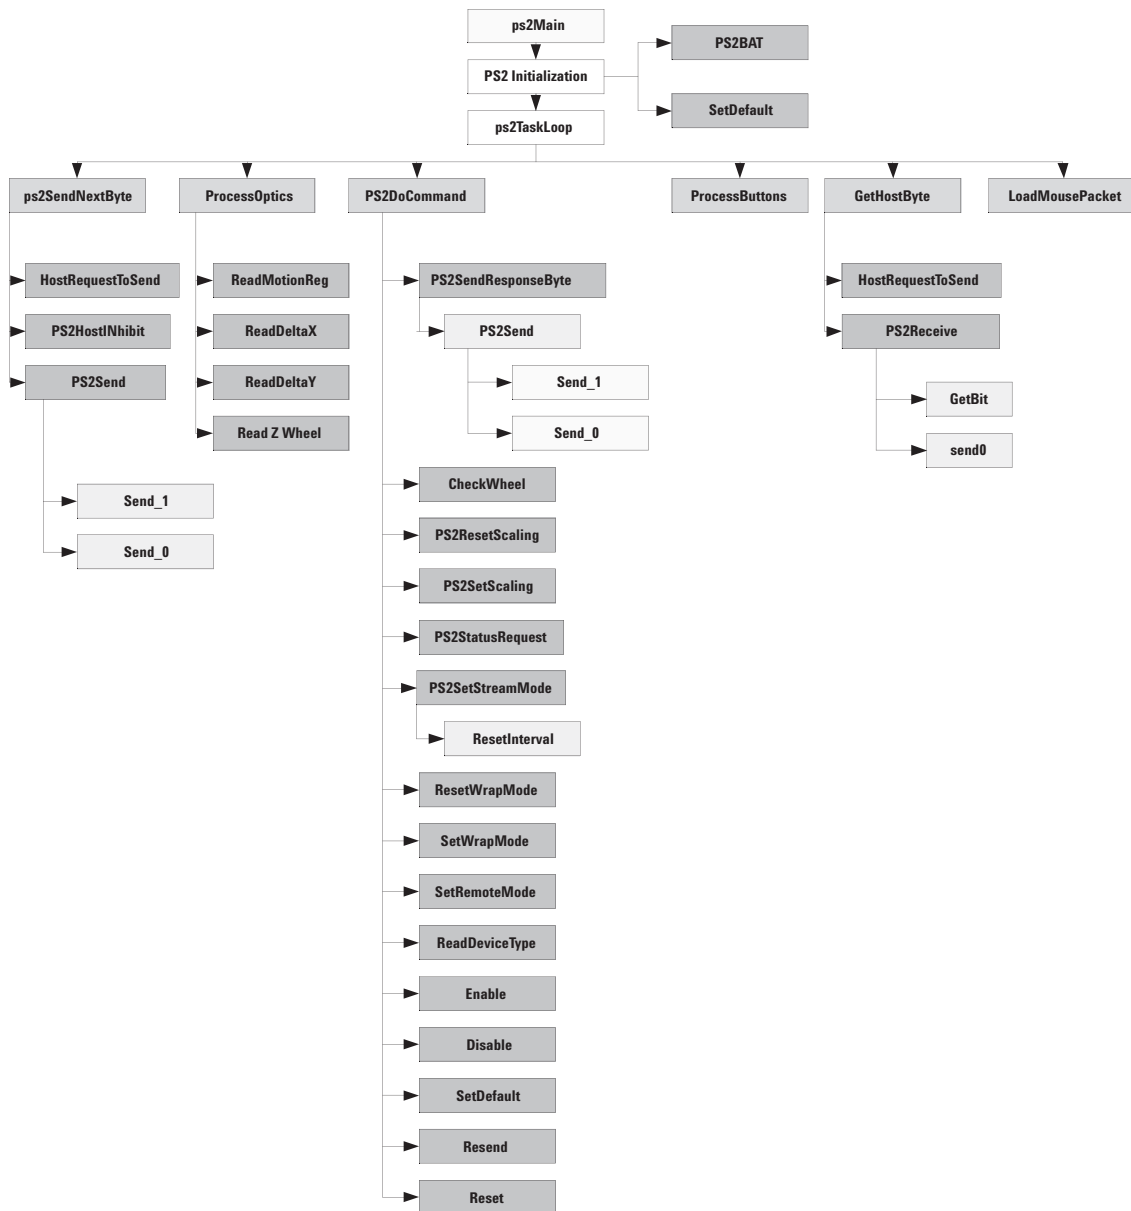 ps2Main
PS2BAT
PS2 Initialization
SetDefault
ps2TaskLoop
ps2SendNextByte
ProcessOptics
PS2DoCommand
ProcessButtons
GetHostByte
LoadMousePacket
HostRequestToSend
ReadMotionReg
PS2SendResponseByte
HostRequestToSend
PS2HostINhibit
ReadDeltaX
PS2Send
PS2Receive
PS2Send
ReadDeltaY
Send_1
GetBit
Read Z Wheel
Send_0
send0
CheckWheel
Send_1
PS2ResetScaling
Send_0
PS2SetScaling
PS2StatusRequest
PS2SetStreamMode
ResetInterval
ResetWrapMode
SetWrapMode
SetRemoteMode
ReadDeviceType
Enable
Disable
SetDefault
Resend
Reset